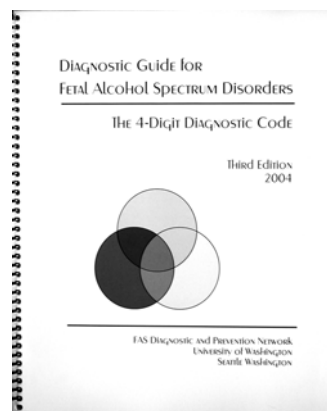 Diagnostic Guide for
Fetal Alcohol Spectrum Disorders
The 4-Digit Diagnostic Code
Third Edition
2004
FAS Diagnostic and Prevention Network
University of Washington
Seattle Washington